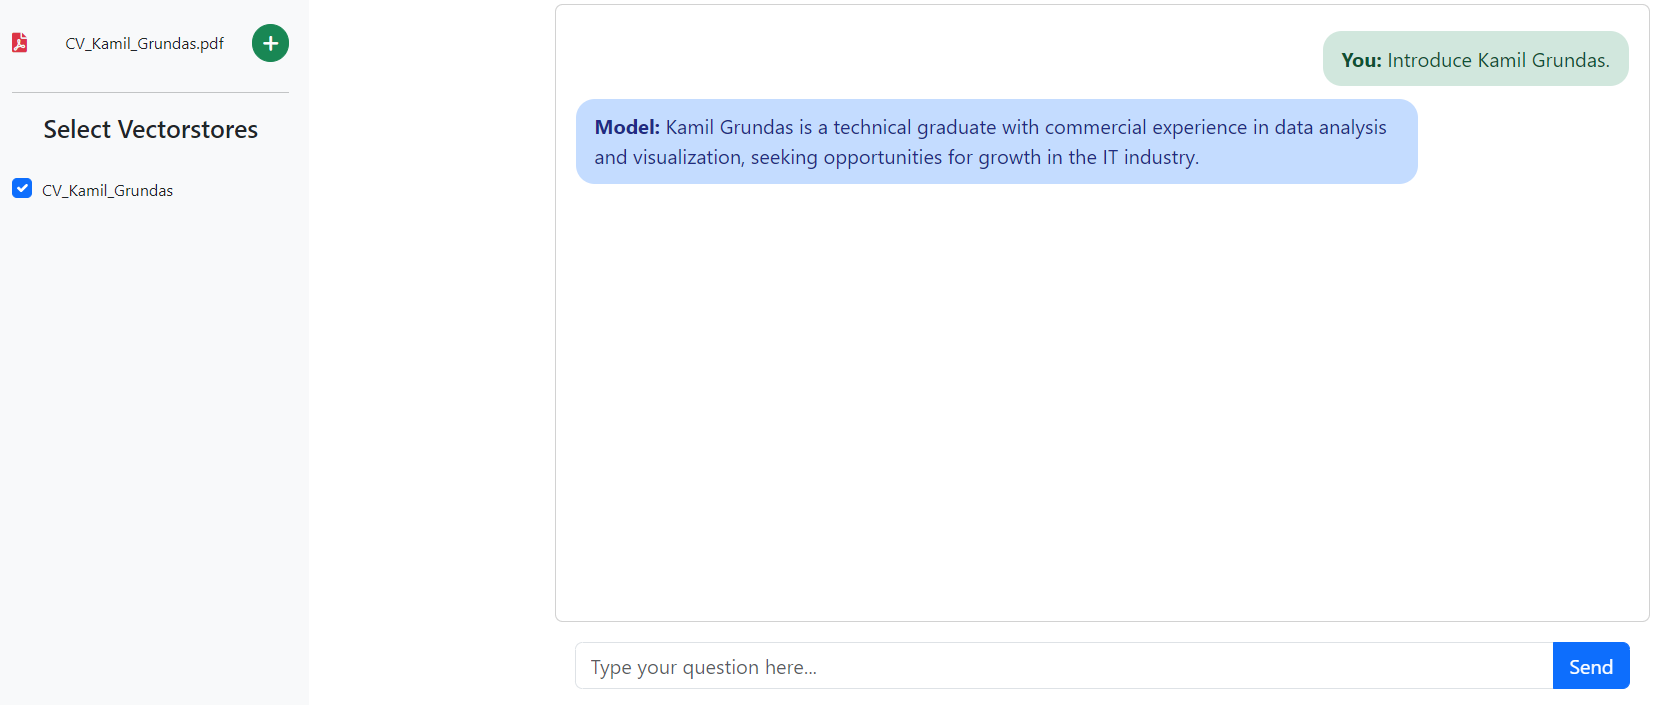 CV_Kamil_Grundas.pdf
Select Vectorstores
CV_Kamil_Grundas
You: Introduce Kamil Grundas.
Model: Kamil Grundas is a technical graduate with commercial experience in data analysis
and visualization, seeking opportunities for growth in the IT industry.
Type your question here...
Send